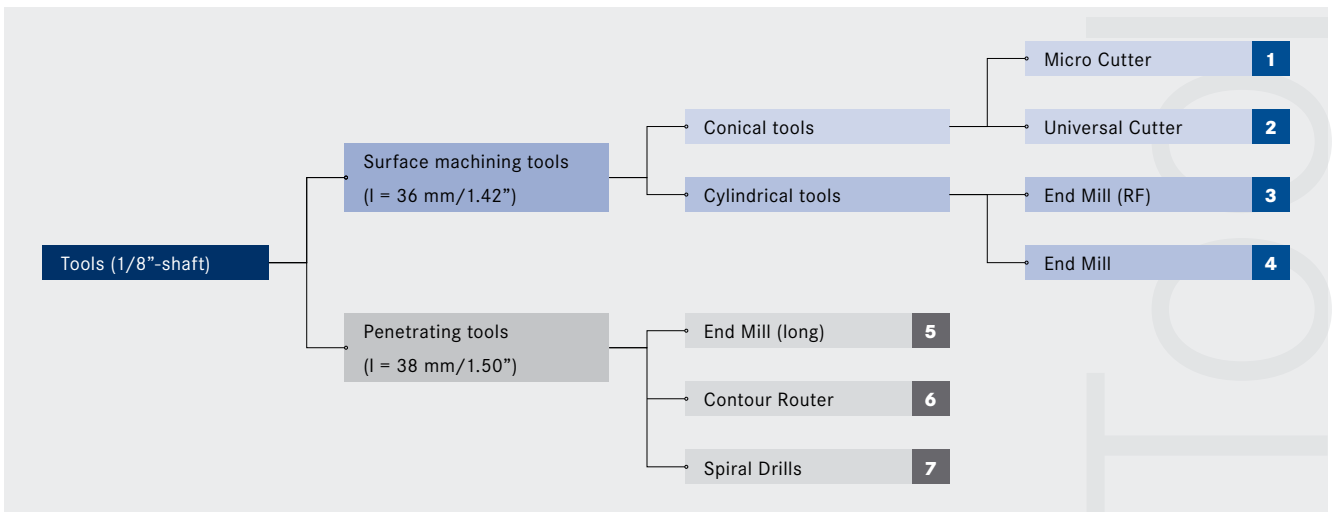 Tools (1/8”-shaft)
Surface machining tools
(l = 36 mm/1.42”)
Conical tools
Micro Cutter 1
Universal Cutter 2
Cylindrical tools
End Mill (RF) 3
End Mill 4
Penetrating tools
(l = 38 mm/1.50”)
End Mill (long) 5
Contour Router 6
Spiral Drills 7
Tool